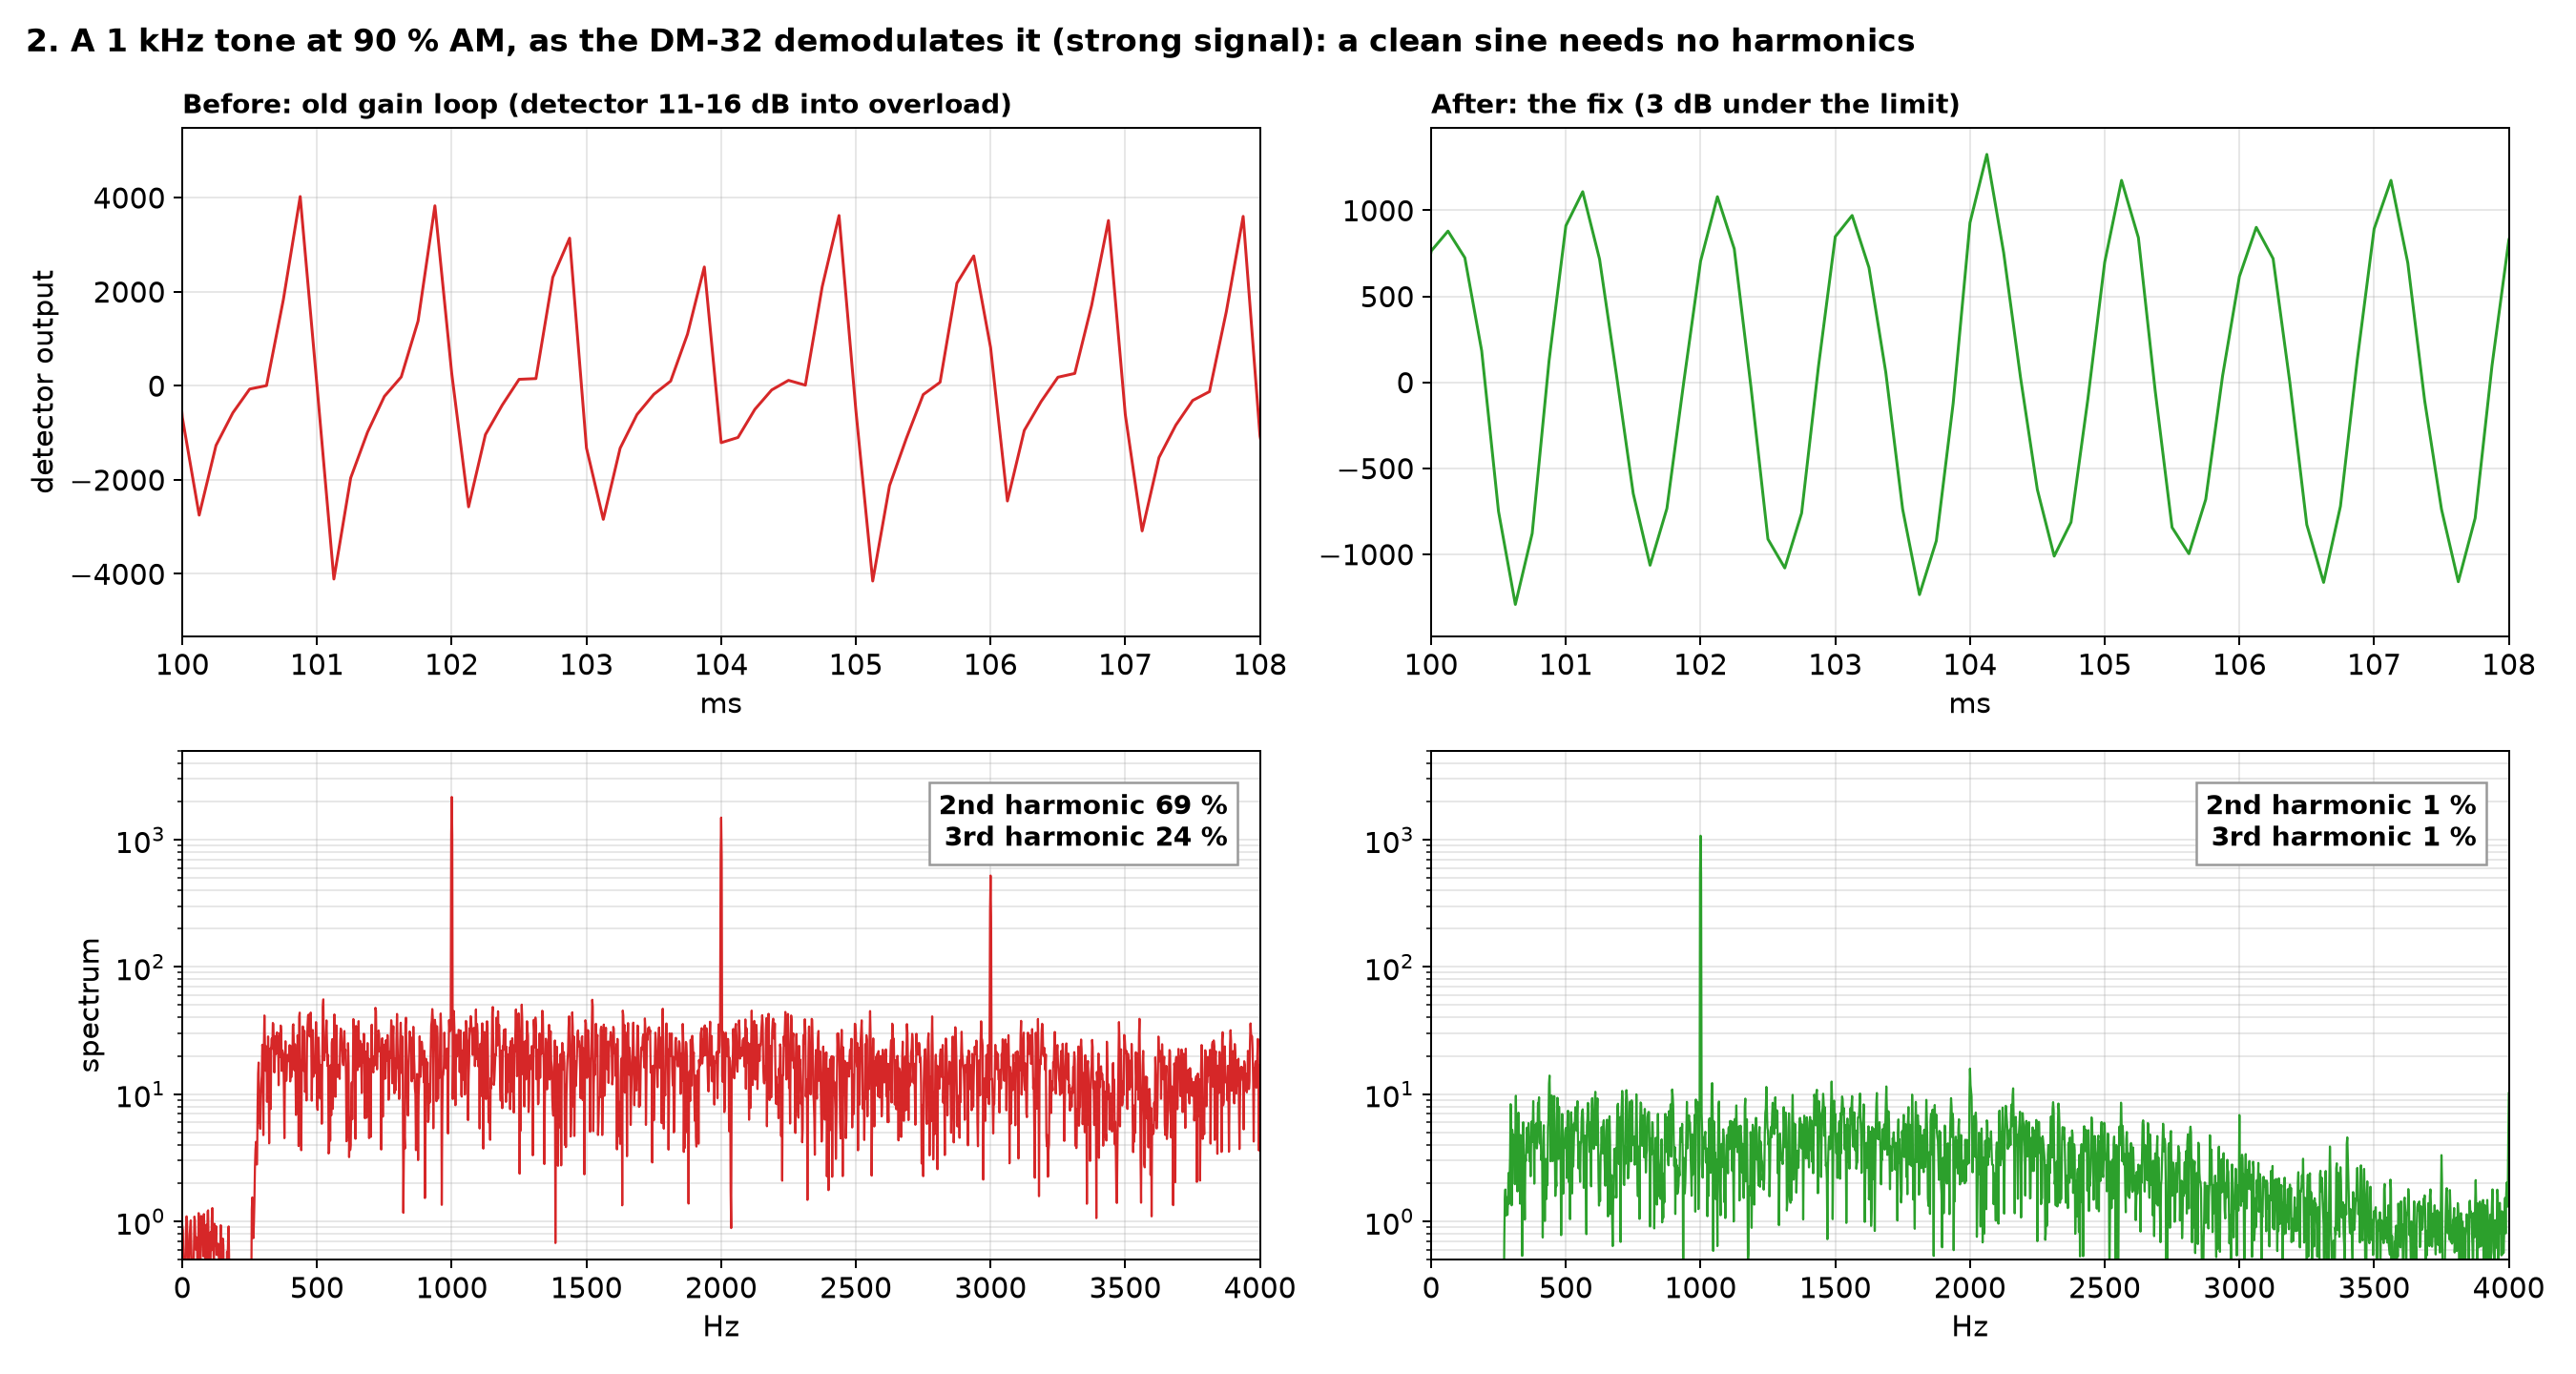 2. A 1 kHz tone at 90 % AM, as the DM-32 demodulates it (strong signal): a clean sine needs no harmonics
Before: old gain loop (detector 11-16 dB into overload)
detector output
4000
2000
0
−2000
−4000
100 101 102 103 104 105 106 107 108
ms
After: the fix (3 dB under the limit)
1000
500
0
−500
−1000
100 101 102 103 104 105 106 107 108
ms
spectrum
10³
10²
10¹
10⁰
2nd harmonic 69 %
3rd harmonic 24 %
0 500 1000 1500 2000 2500 3000 3500 4000
Hz
10³
10²
10¹
10⁰
2nd harmonic 1 %
3rd harmonic 1 %
0 500 1000 1500 2000 2500 3000 3500 4000
Hz